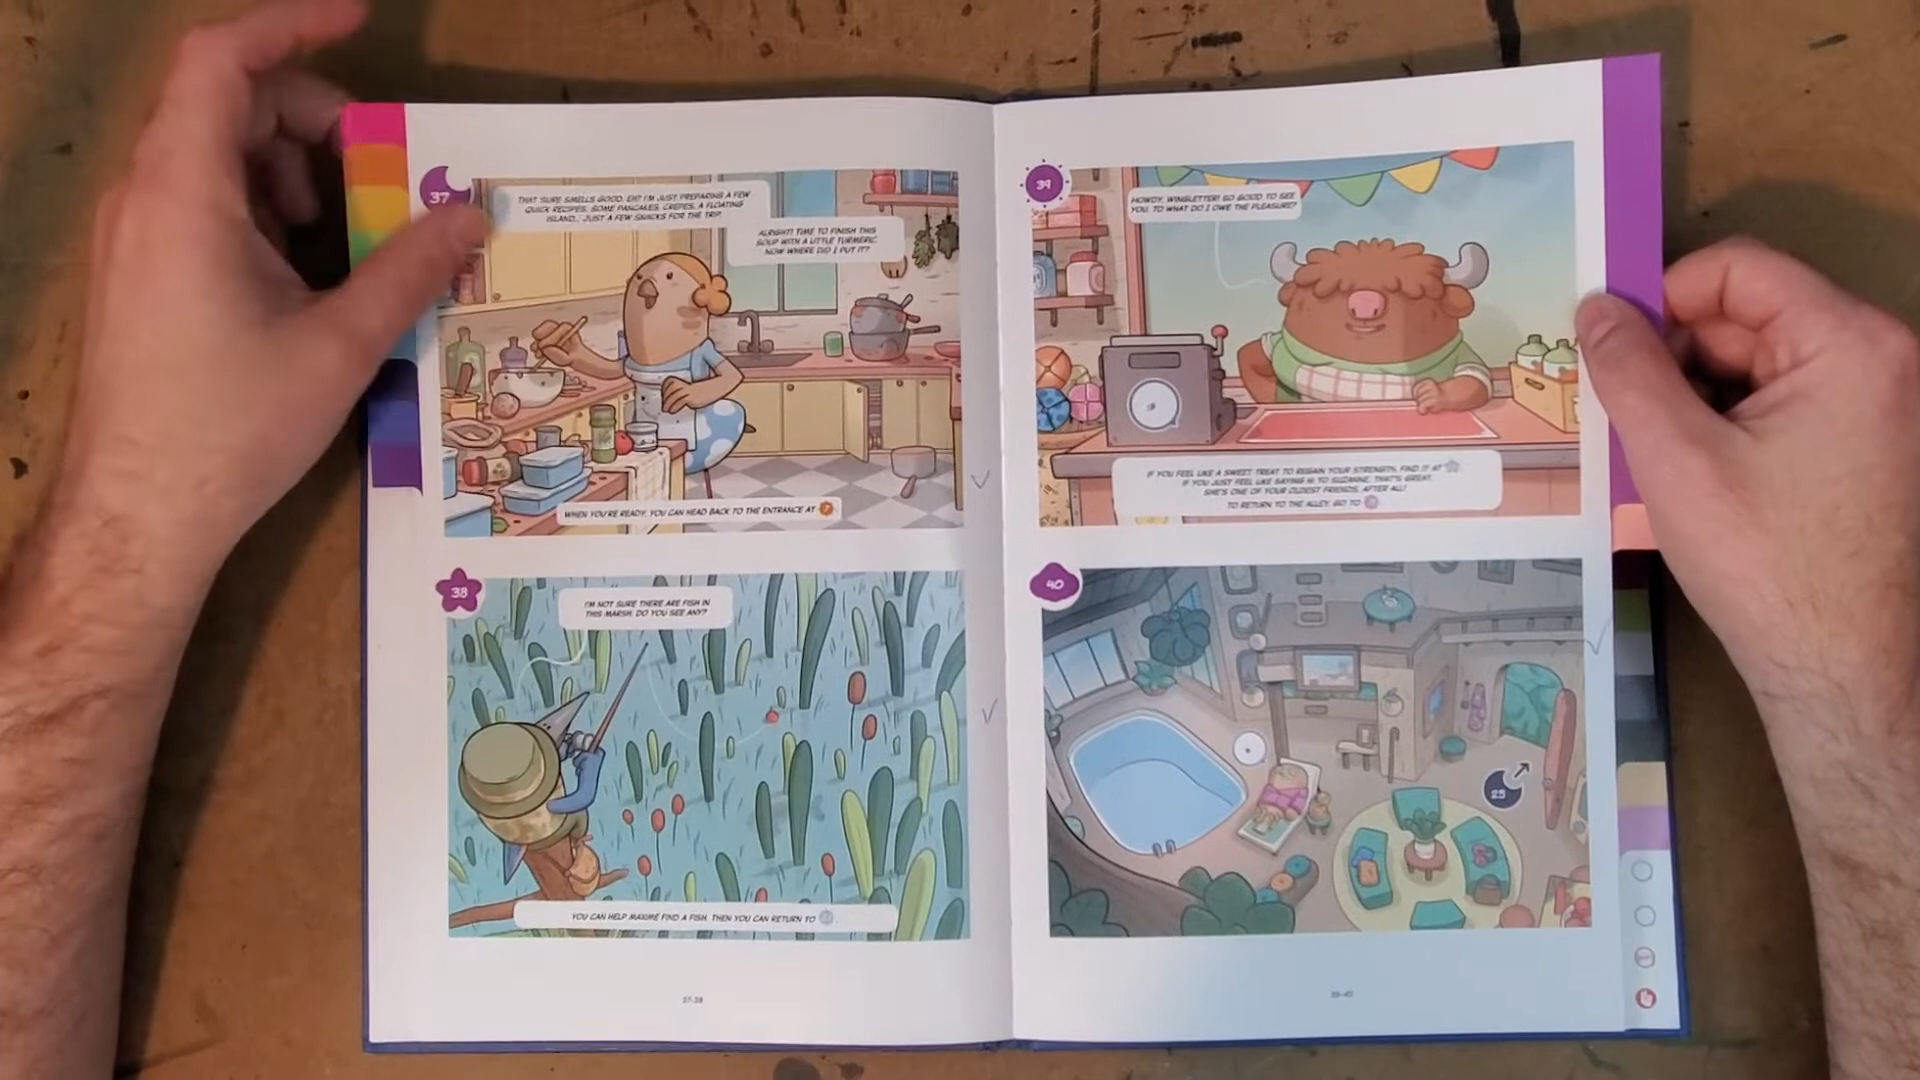 37
THAT SURE SMELLS GOOD, EH? I'M JUST PREPARING A FEW
QUICK RECIPES. SOME PANCAKES, CREPES, A FLOATING
ISLAND... JUST A FEW SNACKS FOR THE TRIP.
ALRIGHT! TIME TO FINISH THIS
SOUP WITH A LITTLE TURMERIC.
NOW WHERE DID I PUT IT?
WHEN YOU'RE READY, YOU CAN HEAD BACK TO THE ENTRANCE AT 7
38
I'M NOT SURE THERE ARE FISH IN
THIS MARSH. DO YOU SEE ANY?
YOU CAN HELP MAXIME FIND A FISH. THEN YOU CAN RETURN TO
37-38
39
HOWDY, WINGLETTER! SO GOOD TO SEE
YOU. TO WHAT DO I OWE THE PLEASURE?
IF YOU FEEL LIKE A SWEET TREAT TO REGAIN YOUR STRENGTH, FIND IT AT
IF YOU JUST FEEL LIKE SAYING HI TO SUZANNE, THAT'S GREAT.
SHE'S ONE OF YOUR OLDEST FRIENDS, AFTER ALL!
TO RETURN TO THE ALLEY, GO TO
40
25
39-40